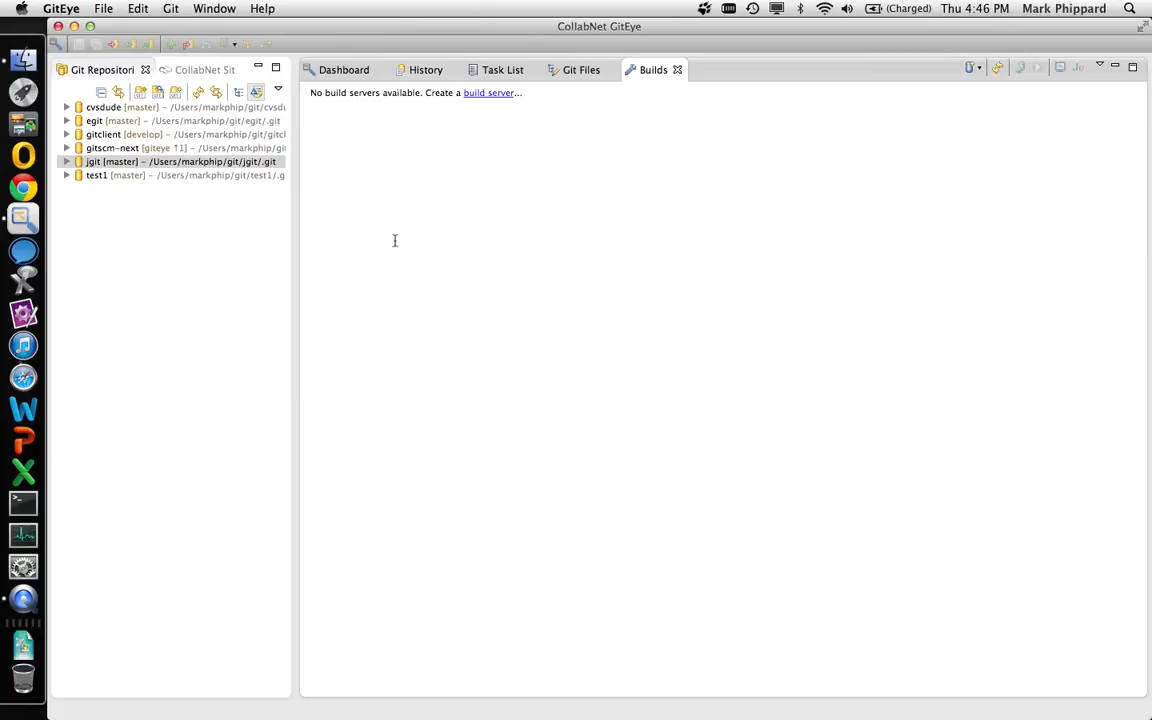 GitEye File Edit Git Window Help (Charged) Thu 4:46 PM Mark Phippard
CollabNet GitEye
Git Repositori CollabNet Sit
Dashboard History Task List Git Files Builds
No build servers available. Create a build server...
cvsdude [master] – /Users/markphip/git/cvsdu
egit [master] – /Users/markphip/git/egit/.git
gitclient [develop] – /Users/markphip/git/gitcl
gitscm-next [giteye ↑1] – /Users/markphip/git/
jgit [master] – /Users/markphip/git/jgit/.git
test1 [master] – /Users/markphip/git/test1/.g